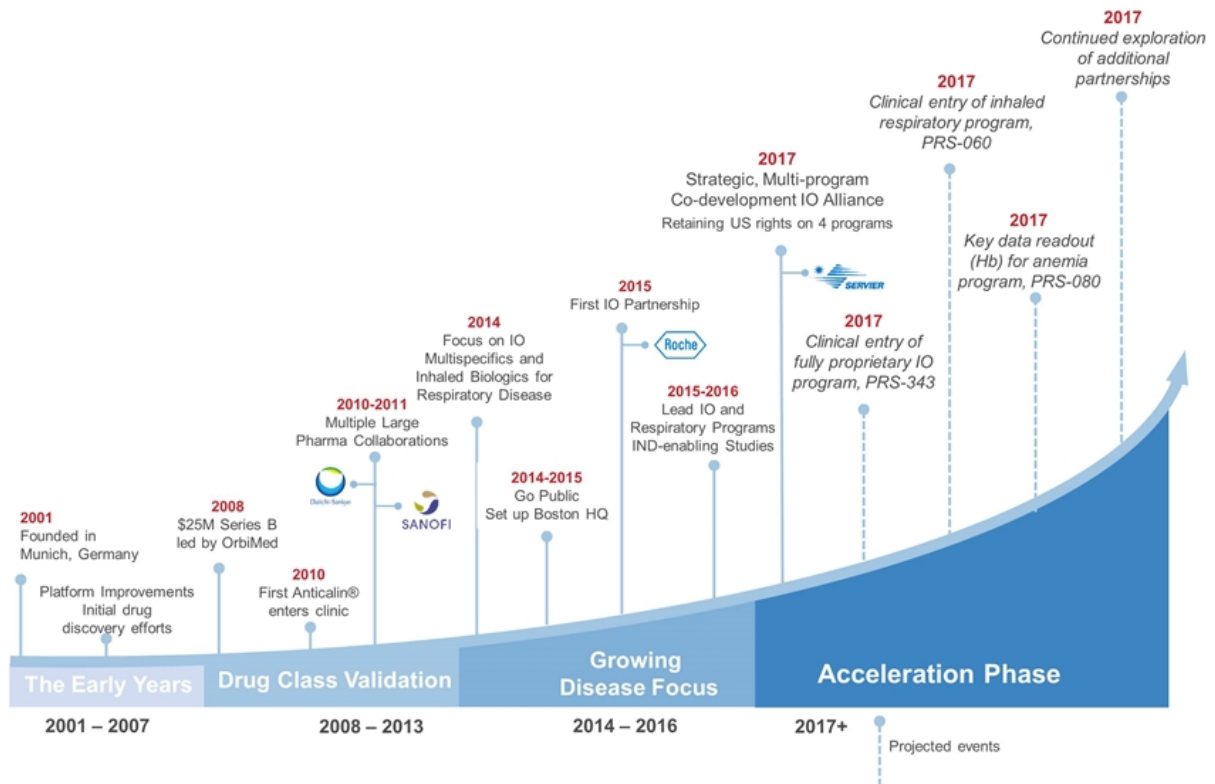 2001
Founded in
Munich, Germany
Platform Improvements
Initial drug
discovery efforts
2008
$25M Series B
led by OrbiMed
2010
First Anticalin®
enters clinic
2010-2011
Multiple Large
Pharma Collaborations
Daiichi-Sankyo
SANOFI
2014
Focus on IO
Multispecifics and
Inhaled Biologics for
Respiratory Disease
2014-2015
Go Public
Set up Boston HQ
2015
First IO Partnership
Roche
2015-2016
Lead IO and
Respiratory Programs
IND-enabling Studies
2017
Strategic, Multi-program
Co-development IO Alliance
Retaining US rights on 4 programs
SERVIER
2017
Clinical entry of
fully proprietary IO
program, PRS-343
2017
Clinical entry of inhaled
respiratory program,
PRS-060
2017
Key data readout
(Hb) for anemia
program, PRS-080
2017
Continued exploration
of additional
partnerships
The Early Years
Drug Class Validation
Growing
Disease Focus
Acceleration Phase
2001 – 2007
2008 – 2013
2014 – 2016
2017+
Projected events